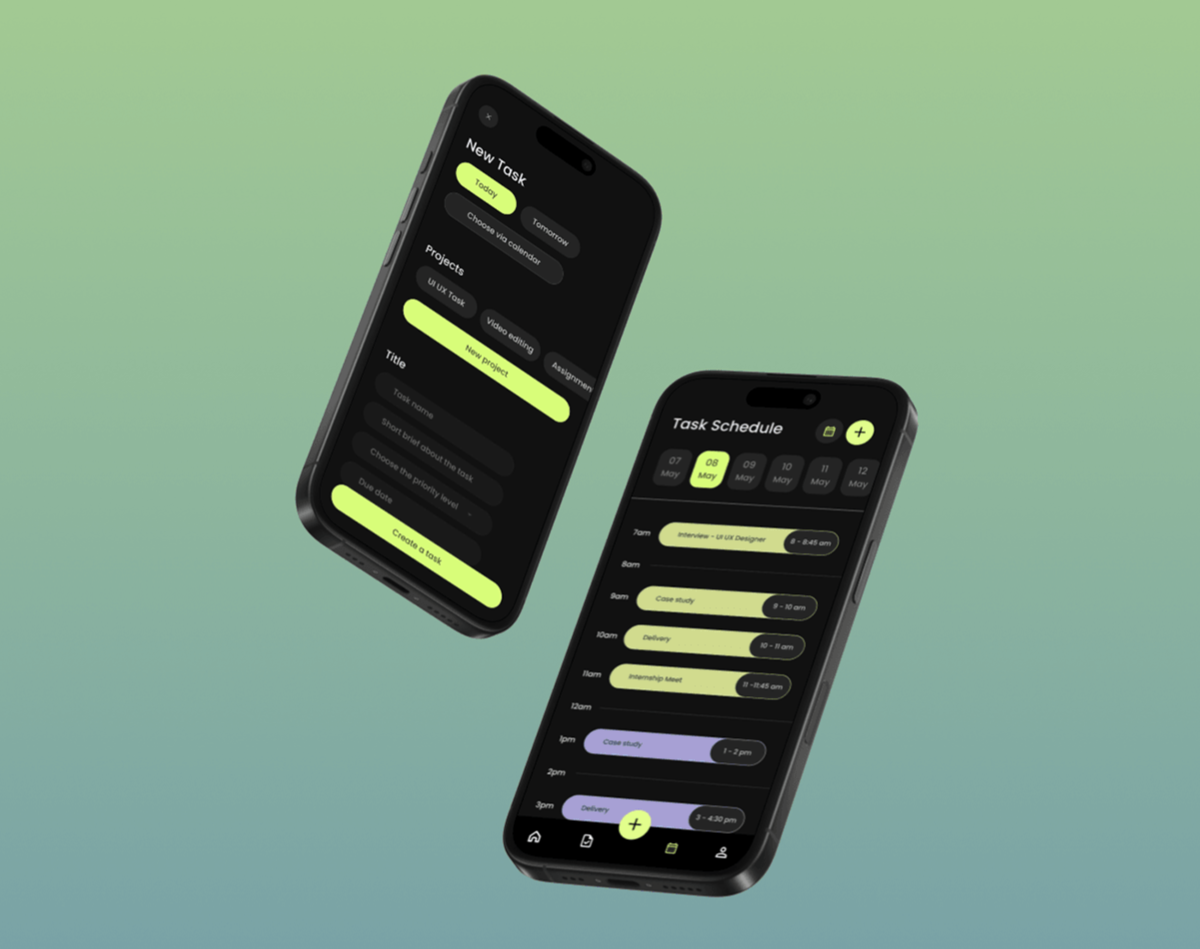 New Task
Today
Tomorrow
Choose via calendar
Projects
UI UX Task
Video editing
Assignmen
New project
Title
Task name
Short brief about the task
Choose the priority level
Due date
Create a task
Task Schedule
07 May
08 May
09 May
10 May
11 May
12 May
7am
Interview - UI UX Designer
8 - 8:45 am
8am
9am
Case study
9 - 10 am
10am
Delivery
10 - 11 am
11am
Internship Meet
11 -11:45 am
12am
1pm
Case study
1 - 2 pm
2pm
3pm
Delivery
3 - 4:30 pm